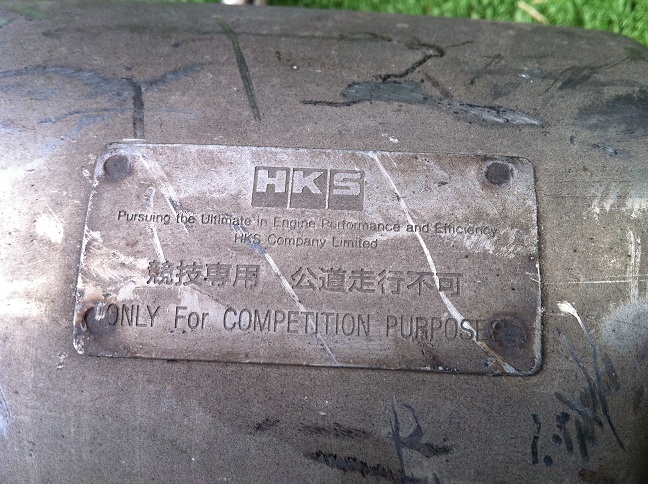 HKS
Pursuing the Ultimate in Engine Performance and Efficiency
HKS Company Limited
競技専用 公道走行不可
ONLY For COMPETITION PURPOSES